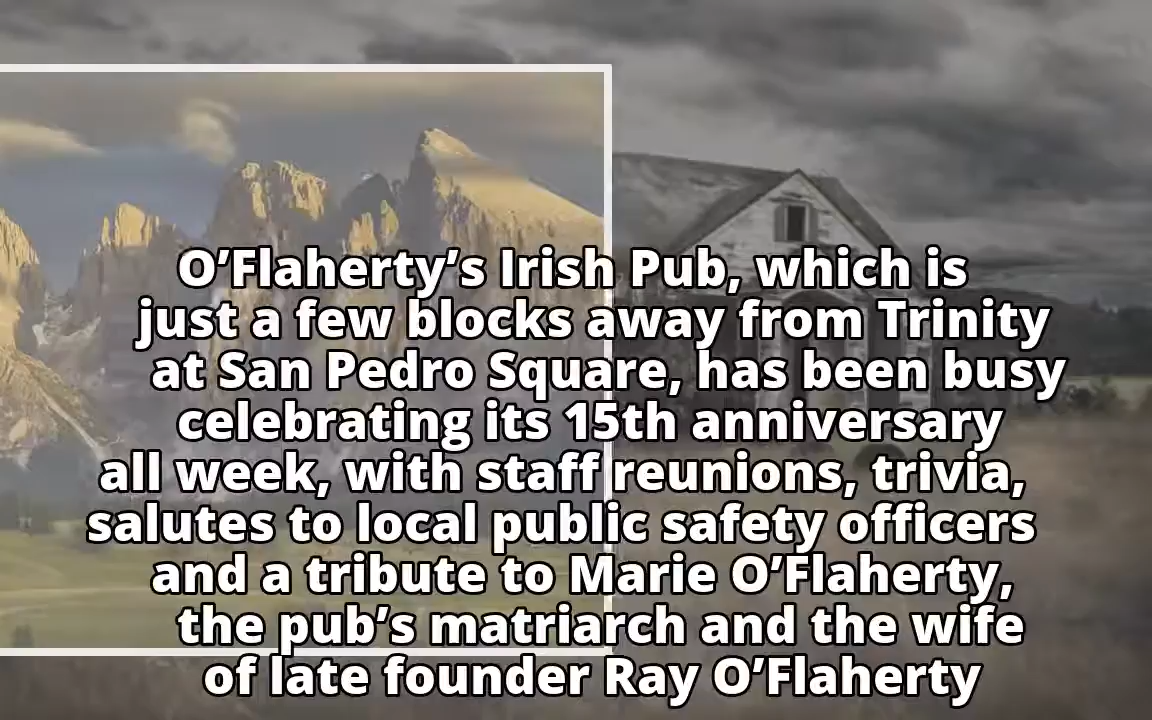 O’Flaherty’s Irish Pub, which is
just a few blocks away from Trinity
at San Pedro Square, has been busy
celebrating its 15th anniversary
all week, with staff reunions, trivia,
salutes to local public safety officers
and a tribute to Marie O’Flaherty,
the pub’s matriarch and the wife
of late founder Ray O’Flaherty